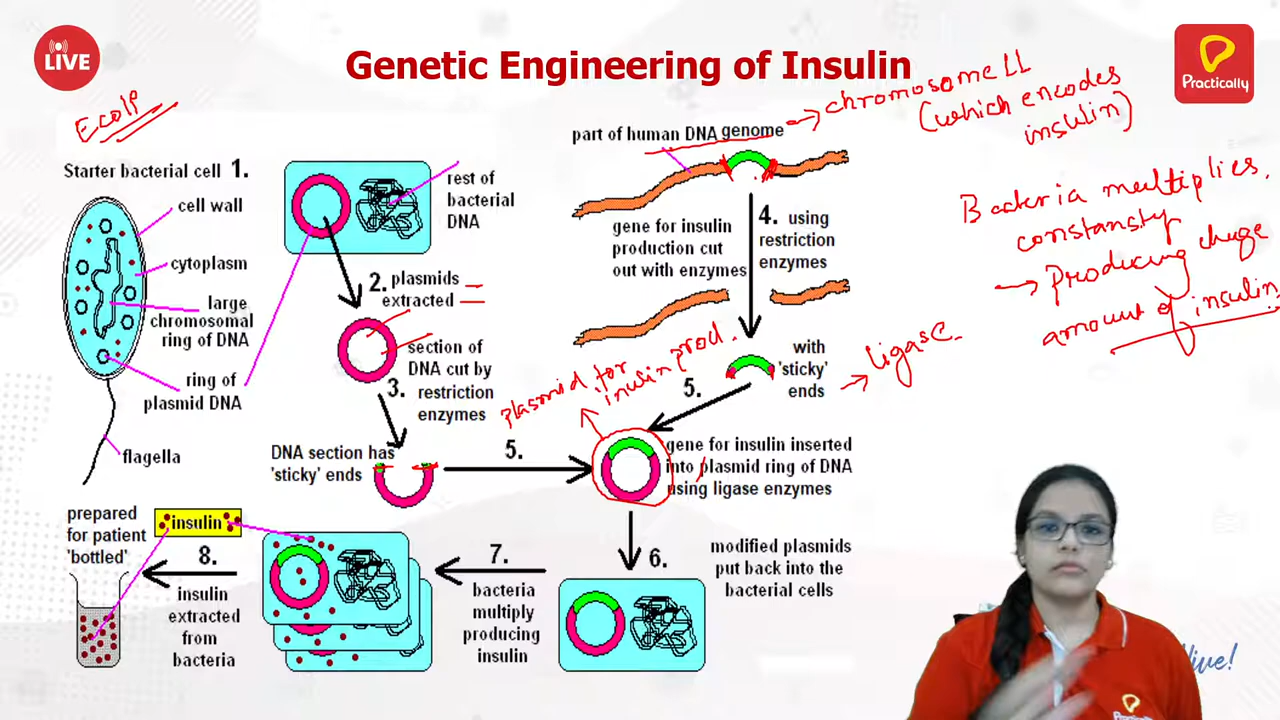 LIVE
Genetic Engineering of Insulin
Practically
Ecoli
chromosome 11
(which encodes
insulin)
part of human DNA genome
Starter bacterial cell 1.
cell wall
cytoplasm
large
chromosomal
ring of DNA
ring of
plasmid DNA
flagella
rest of
bacterial
DNA
2. plasmids
extracted
section of
DNA cut by
3. restriction
enzymes
DNA section has
'sticky' ends
gene for insulin
production cut
out with enzymes
4. using
restriction
enzymes
with
'sticky'
ends
ligase
Bacteria multiplies
constantly
Producing huge
amount of insulin
plasmid for
insulin prod.
5.
5.
gene for insulin inserted
into plasmid ring of DNA
using ligase enzymes
6.
modified plasmids
put back into the
bacterial cells
7.
bacteria
multiply
producing
insulin
8.
insulin
extracted
from
bacteria
insulin
prepared
for patient
'bottled'
live!